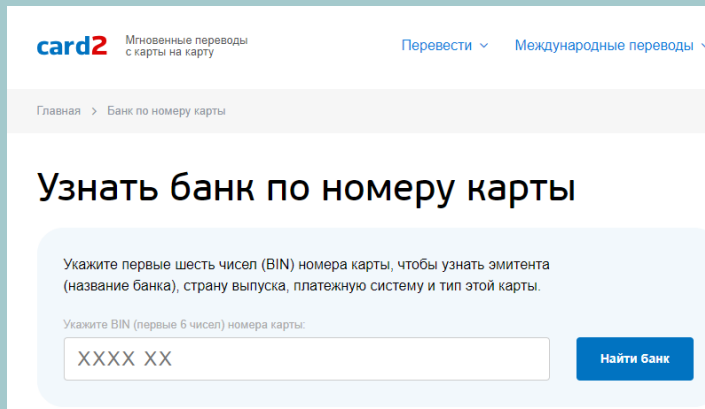 card2
Мгновенные переводы
с карты на карту
Перевести
Международные переводы
Главная > Банк по номеру карты
Узнать банк по номеру карты
Укажите первые шесть чисел (BIN) номера карты, чтобы узнать эмитента
(название банка), страну выпуска, платежную систему и тип этой карты.
Укажите BIN (первые 6 чисел) номера карты:
XXXX XX
Найти банк